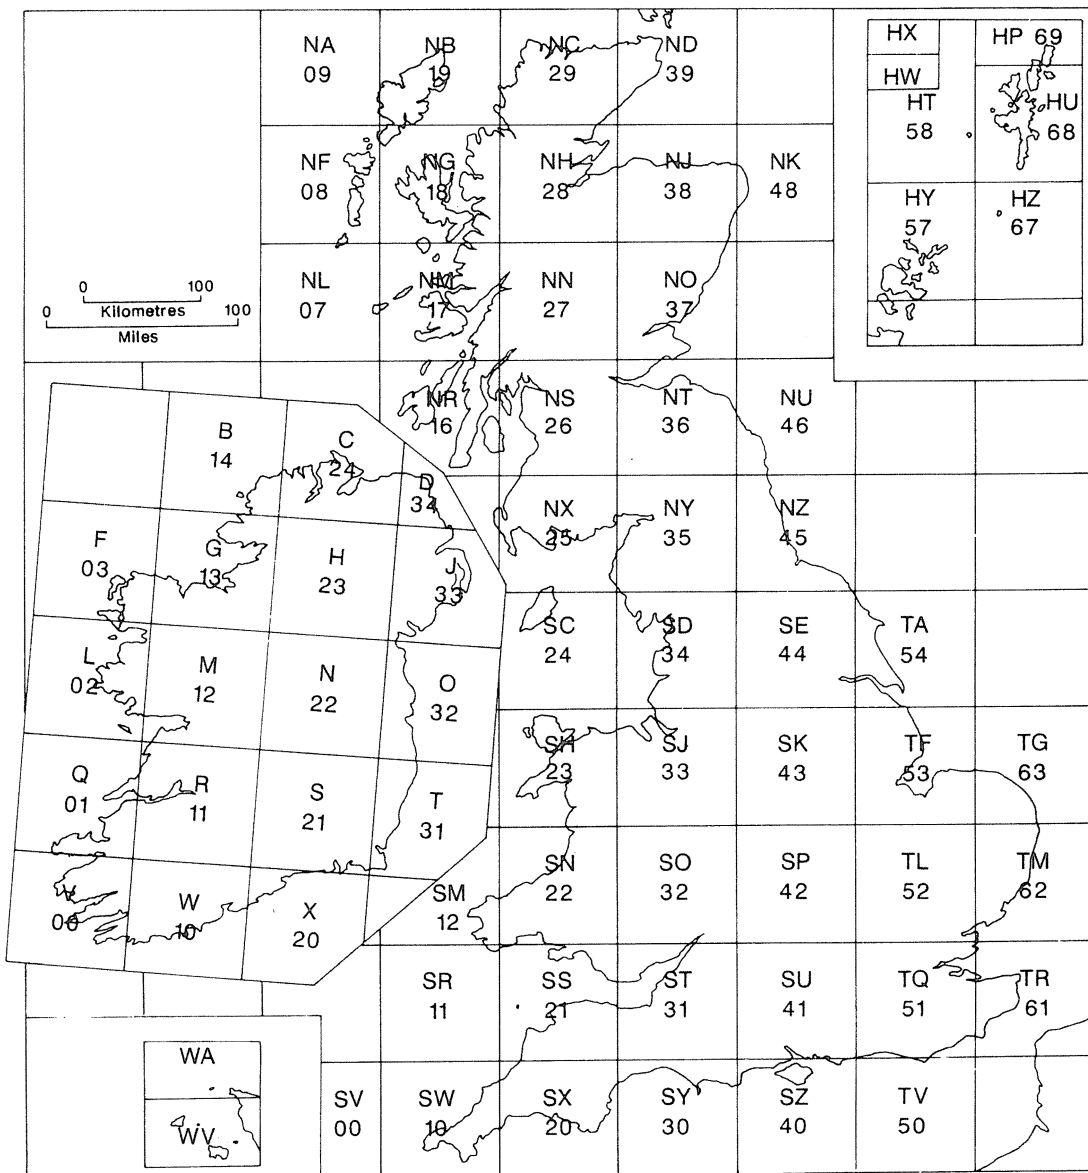 NA NB NC ND
09 19 29 39
HX HP 69
HW
HT HU
58 68
NF NG NH NJ NK
08 18 28 38 48
HY HZ
57 67
NL NM NN NO
07 17 27 37
0 100
Kilometres
0 100
Miles
NR NS NT NU
16 26 36 46
B C D
14 24 34
NX NY NZ
25 35 45
F G H J
03 13 23 33
SC SD SE TA
24 34 44 54
L M N O
02 12 22 32
SH SJ SK TF TG
23 33 43 53 63
Q R S T
01 11 21 31
SM SN SO SP TL TM
12 22 32 42 52 62
V W X
00 10 20
SR SS ST SU TQ TR
11 21 31 41 51 61
WA
WV
SV SW SX SY SZ TV
00 10 20 30 40 50